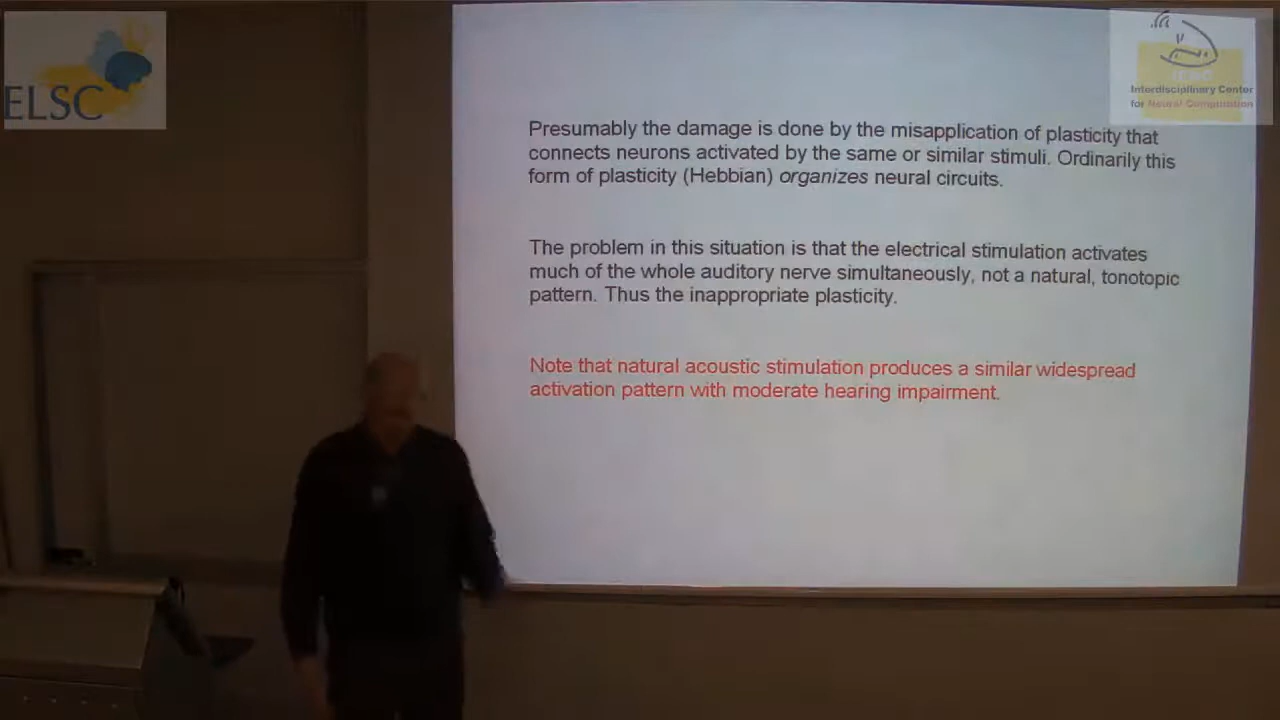 ELSC
Interdisciplinary Center
for Neural Computation
Presumably the damage is done by the misapplication of plasticity that
connects neurons activated by the same or similar stimuli. Ordinarily this
form of plasticity (Hebbian) organizes neural circuits.
The problem in this situation is that the electrical stimulation activates
much of the whole auditory nerve simultaneously, not a natural, tonotopic
pattern. Thus the inappropriate plasticity.
Note that natural acoustic stimulation produces a similar widespread
activation pattern with moderate hearing impairment.